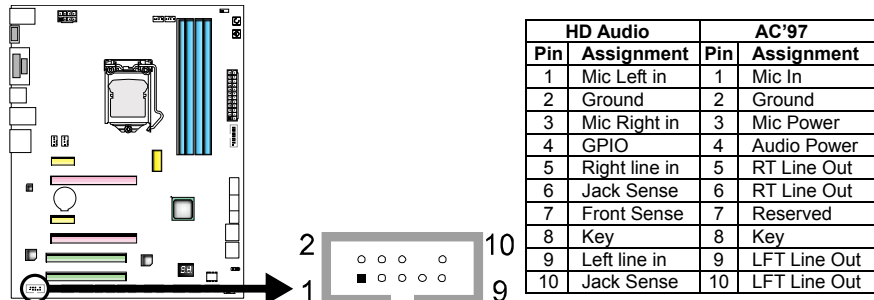 HD Audio AC'97
Pin Assignment Pin Assignment
1 Mic Left in 1 Mic In
2 Ground 2 Ground
3 Mic Right in 3 Mic Power
4 GPIO 4 Audio Power
5 Right line in 5 RT Line Out
6 Jack Sense 6 RT Line Out
7 Front Sense 7 Reserved
8 Key 8 Key
9 Left line in 9 LFT Line Out
10 Jack Sense 10 LFT Line Out
2 10
1 9